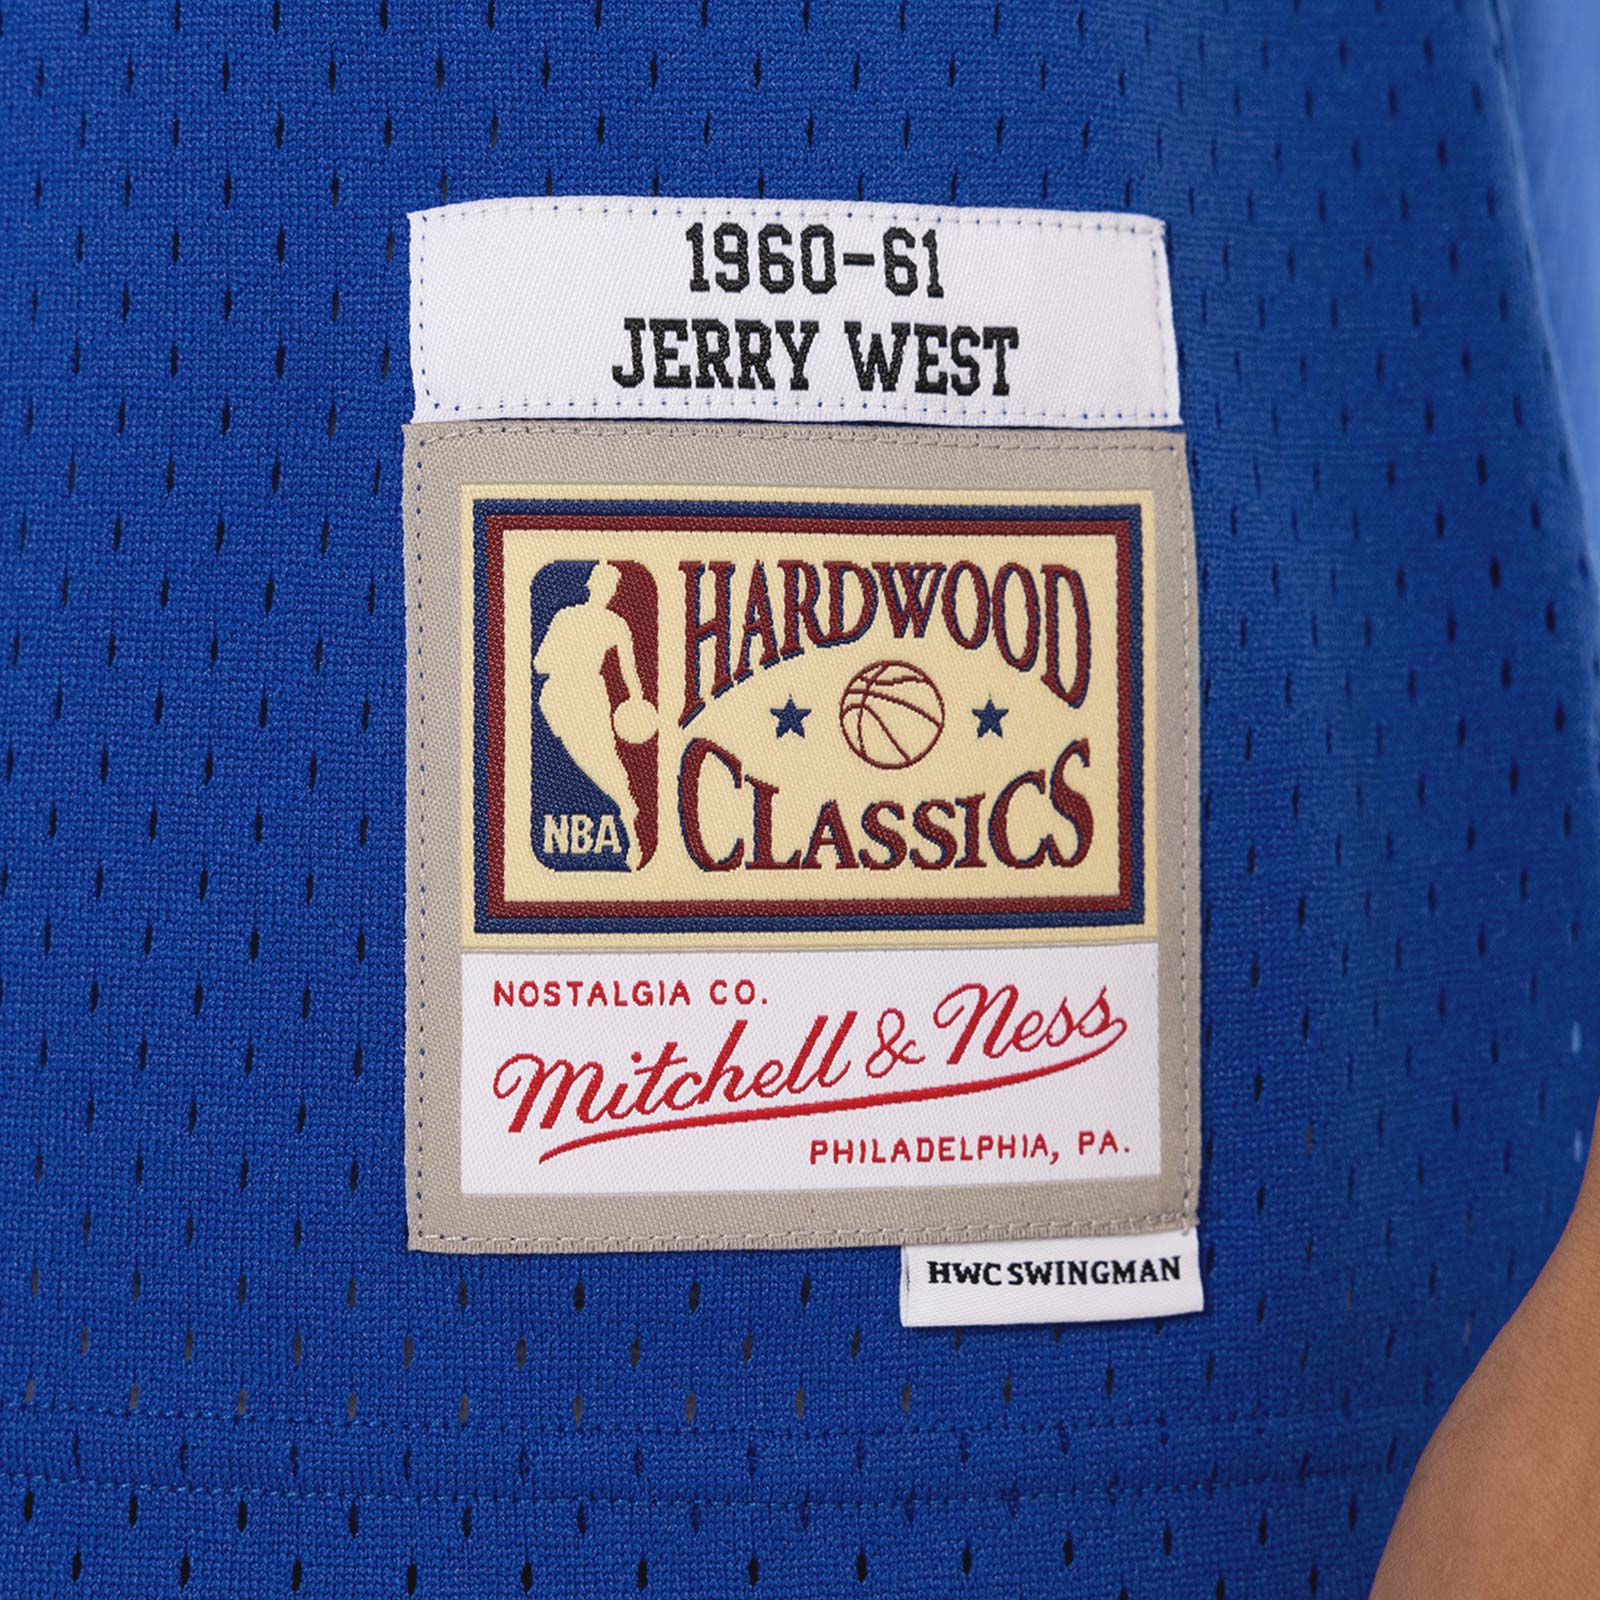 1960-61
JERRY WEST
HARDWOOD
CLASSICS
NBA
NOSTALGIA CO.
Mitchell & Ness
PHILADELPHIA, PA.
HWC SWINGMAN